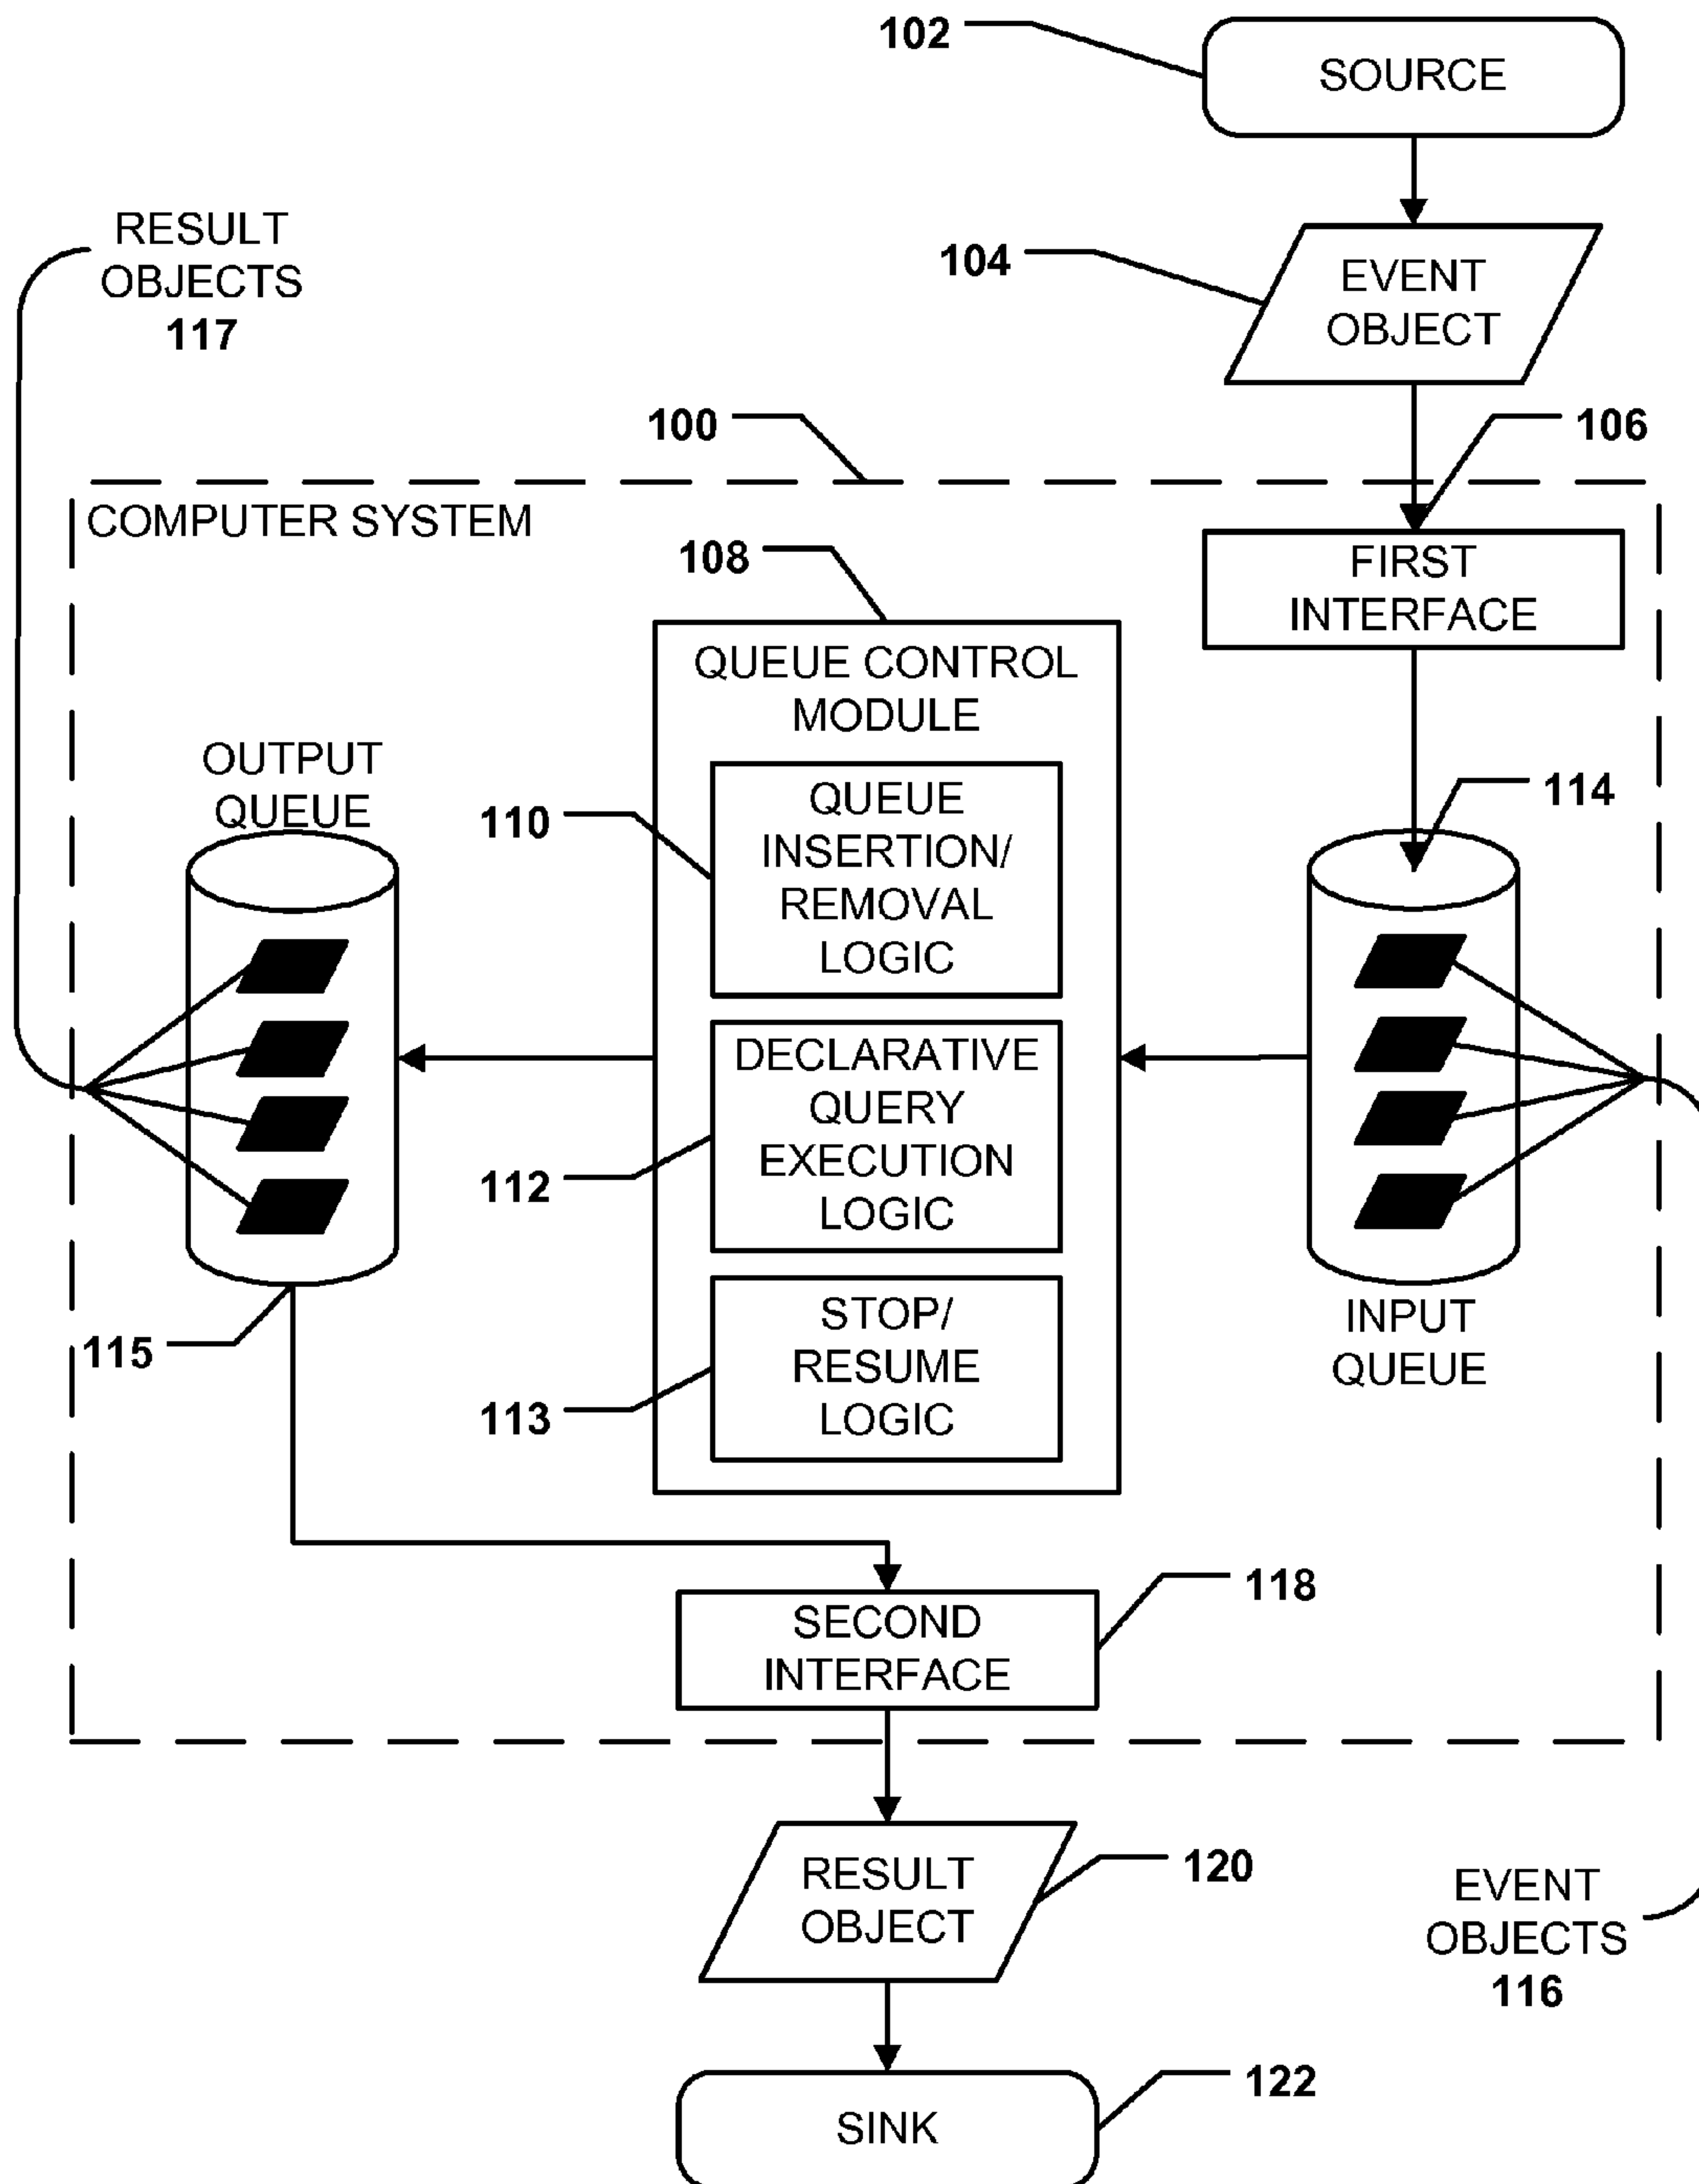 102
SOURCE
RESULT
OBJECTS
117
104
EVENT
OBJECT
100
106
COMPUTER SYSTEM
108
FIRST
INTERFACE
QUEUE CONTROL
MODULE
OUTPUT
QUEUE
110
QUEUE
INSERTION/
REMOVAL
LOGIC
114
112
DECLARATIVE
QUERY
EXECUTION
LOGIC
113
STOP/
RESUME
LOGIC
INPUT
QUEUE
115
118
SECOND
INTERFACE
120
RESULT
OBJECT
EVENT
OBJECTS
116
122
SINK